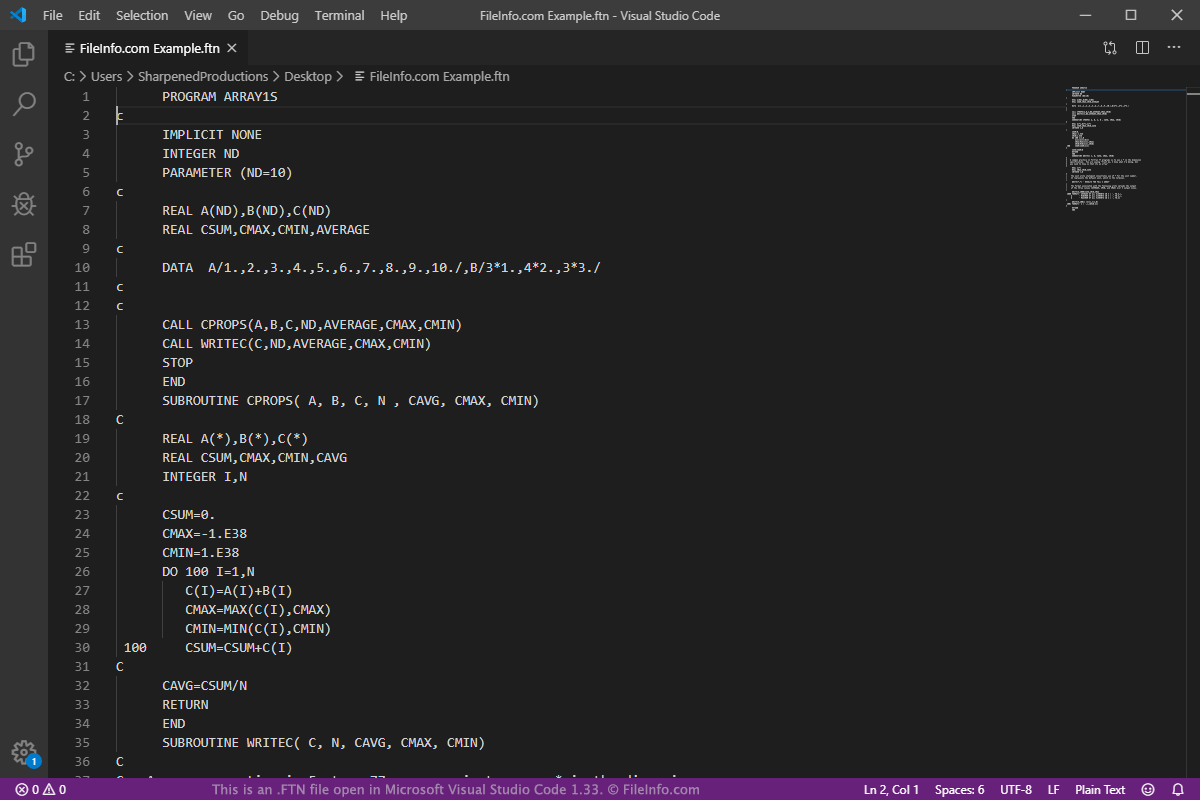 File Edit Selection View Go Debug Terminal Help FileInfo.com Example.ftn - Visual Studio Code
FileInfo.com Example.ftn
C: > Users > SharpenedProductions > Desktop > FileInfo.com Example.ftn
1 PROGRAM ARRAY1S
2 c
3 IMPLICIT NONE
4 INTEGER ND
5 PARAMETER (ND=10)
6 c
7 REAL A(ND),B(ND),C(ND)
8 REAL CSUM,CMAX,CMIN,AVERAGE
9 c
10 DATA  A/1.,2.,3.,4.,5.,6.,7.,8.,9.,10./,B/3*1.,4*2.,3*3./
11 c
12 c
13 CALL CPROPS(A,B,C,ND,AVERAGE,CMAX,CMIN)
14 CALL WRITEC(C,ND,AVERAGE,CMAX,CMIN)
15 STOP
16 END
17 SUBROUTINE CPROPS( A, B, C, N , CAVG, CMAX, CMIN)
18 C
19 REAL A(*),B(*),C(*)
20 REAL CSUM,CMAX,CMIN,CAVG
21 INTEGER I,N
22 c
23 CSUM=0.
24 CMAX=-1.E38
25 CMIN=1.E38
26 DO 100 I=1,N
27 C(I)=A(I)+B(I)
28 CMAX=MAX(C(I),CMAX)
29 CMIN=MIN(C(I),CMIN)
30 100 CSUM=CSUM+C(I)
31 C
32 CAVG=CSUM/N
33 RETURN
34 END
35 SUBROUTINE WRITEC( C, N, CAVG, CMAX, CMIN)
36 C
1
0 0 This is an .FTN file open in Microsoft Visual Studio Code 1.33. © FileInfo.com Ln 2, Col 1 Spaces: 6 UTF-8 LF Plain Text